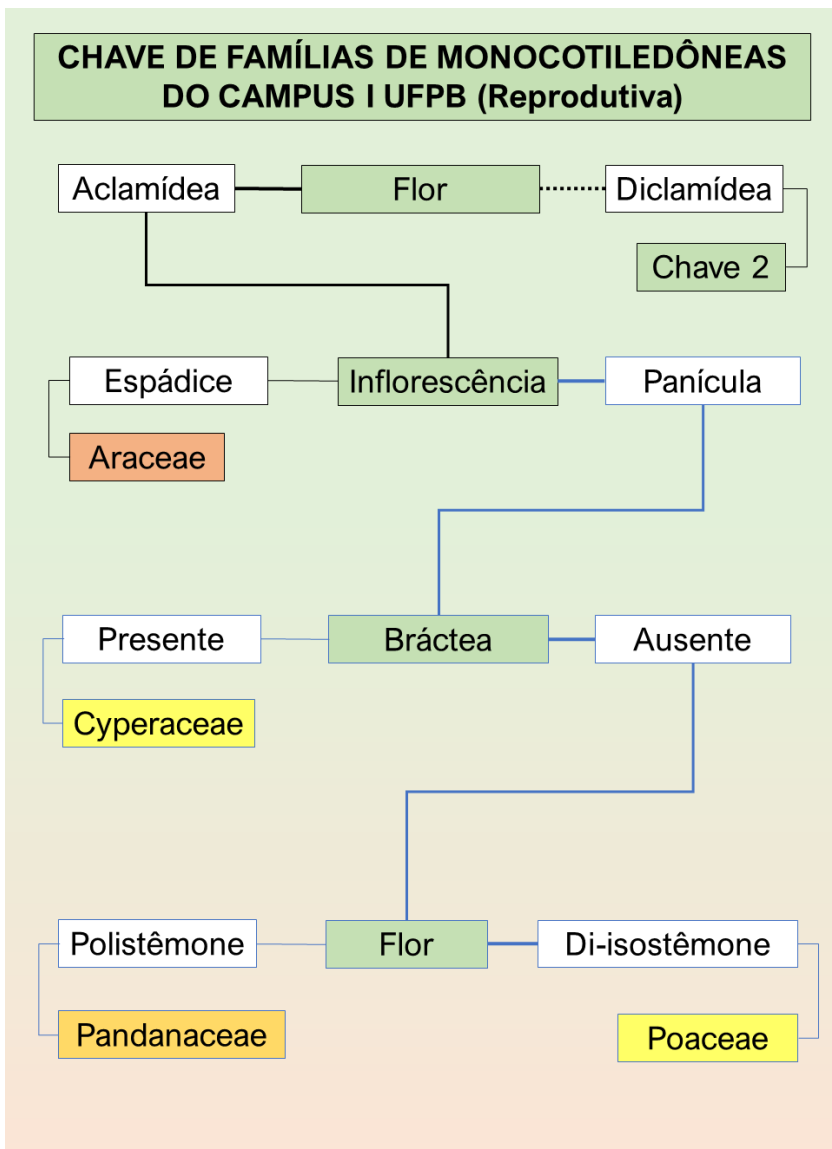 CHAVE DE FAMÍLIAS DE MONOCOTILEDÔNEAS
DO CAMPUS I UFPB (Reprodutiva)
Aclamídea
Flor
Diclamídea
Chave 2
Espádice
Inflorescência
Panícula
Araceae
Presente
Bráctea
Ausente
Cyperaceae
Polistêmone
Flor
Di-isostêmone
Pandanaceae
Poaceae